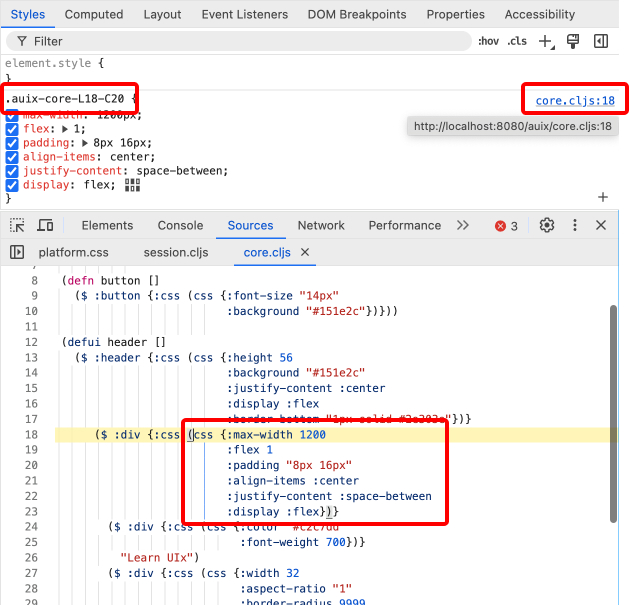 Styles Computed Layout Event Listeners DOM Breakpoints Properties Accessibility
Filter :hov .cls
element.style {
}
.auix-core-L18-C20 { core.cljs:18
max-width: 1200px;
flex: 1; http://localhost:8080/auix/core.cljs:18
padding: 8px 16px;
align-items: center;
justify-content: space-between;
display: flex;
}
Elements Console Sources Network Performance 3
platform.css session.cljs core.cljs
7
8 (defn button []
9 ($ :button {:css (css {:font-size "14px"
10 :background "#151e2c"})}))
11
12 (defui header []
13 ($ :header {:css (css {:height 56
14 :background "#151e2c"
15 :justify-content :center
16 :display :flex
17 :border-bottom "1px solid #2c303c"})}
18 ($ :div {:css (css {:max-width 1200
19 :flex 1
20 :padding "8px 16px"
21 :align-items :center
22 :justify-content :space-between
23 :display :flex})}
24 ($ :div {:css (css {:color "#c2c7dd"
25 :font-weight 700})}
26 "Learn UIx")
27 ($ :div {:css (css {:width 32
28 :aspect-ratio "1"
29 :border-radius 9999